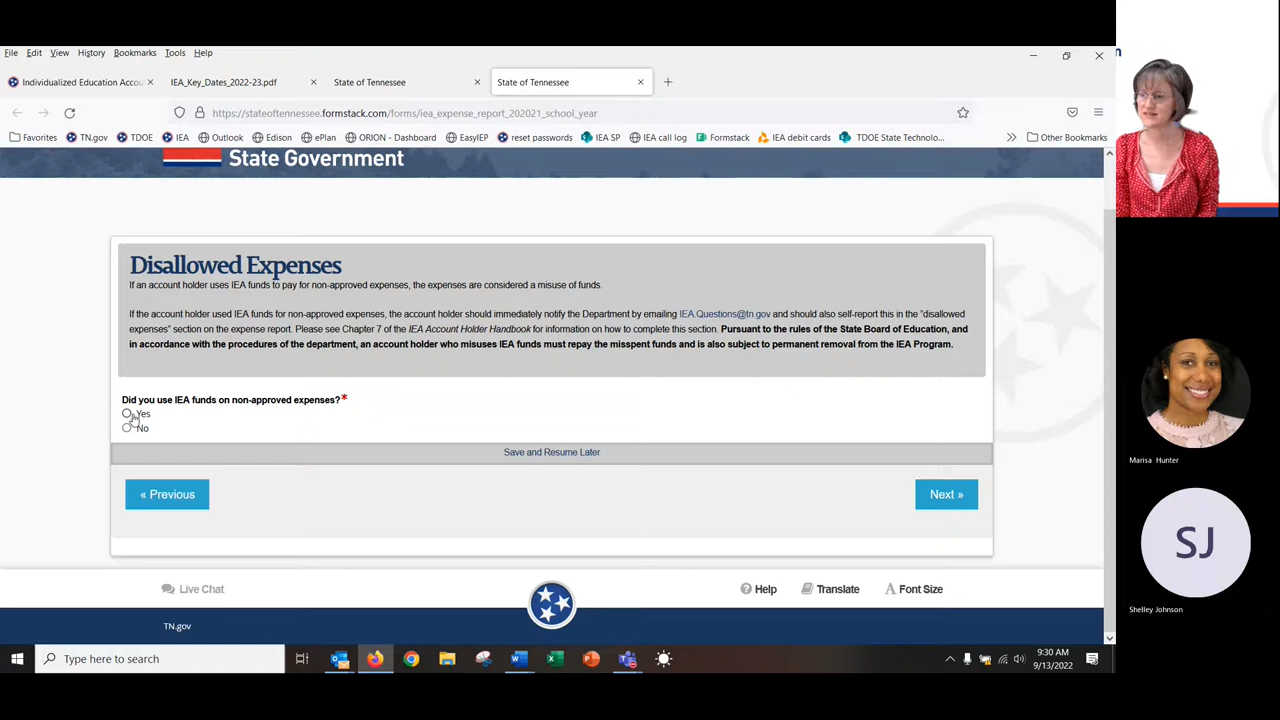 File Edit View History Bookmarks Tools Help
Individualized Education Accou
IEA_Key_Dates_2022-23.pdf
State of Tennessee
State of Tennessee
https://stateoftennessee.formstack.com/forms/iea_expense_report_202021_school_year
Favorites TN.gov TDOE IEA Outlook Edison ePlan ORION - Dashboard EasyIEP reset passwords IEA SP IEA call log Formstack IEA debit cards TDOE State Technolo... Other Bookmarks
State Government
Disallowed Expenses
If an account holder uses IEA funds to pay for non-approved expenses, the expenses are considered a misuse of funds.
If the account holder used IEA funds for non-approved expenses, the account holder should immediately notify the Department by emailing IEA.Questions@tn.gov and should also self-report this in the "disallowed
expenses" section on the expense report. Please see Chapter 7 of the IEA Account Holder Handbook for information on how to complete this section. Pursuant to the rules of the State Board of Education, and
in accordance with the procedures of the department, an account holder who misuses IEA funds must repay the misspent funds and is also subject to permanent removal from the IEA Program.
Did you use IEA funds on non-approved expenses?*
Yes
No
Save and Resume Later
« Previous
Next »
Live Chat
Help
Translate
A Font Size
TN.gov
Type here to search
9:30 AM
9/13/2022
Marisa Hunter
SJ
Shelley Johnson